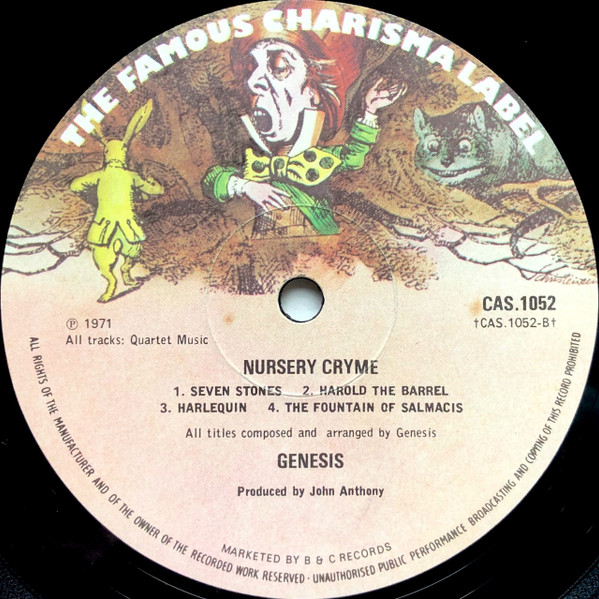 THE FAMOUS CHARISMA LABEL
CAS.1052
†CAS.1052-B†
℗ 1971
All tracks: Quartet Music
NURSERY CRYME
1. SEVEN STONES 2. HAROLD THE BARREL
3. HARLEQUIN 4. THE FOUNTAIN OF SALMACIS
All titles composed and arranged by Genesis
GENESIS
Produced by John Anthony
MARKETED BY B & C RECORDS
ALL RIGHTS OF THE MANUFACTURER AND OF THE OWNER OF THE RECORDED WORK RESERVED · UNAUTHORISED PUBLIC PERFORMANCE BROADCASTING AND COPYING OF THIS RECORD PROHIBITED